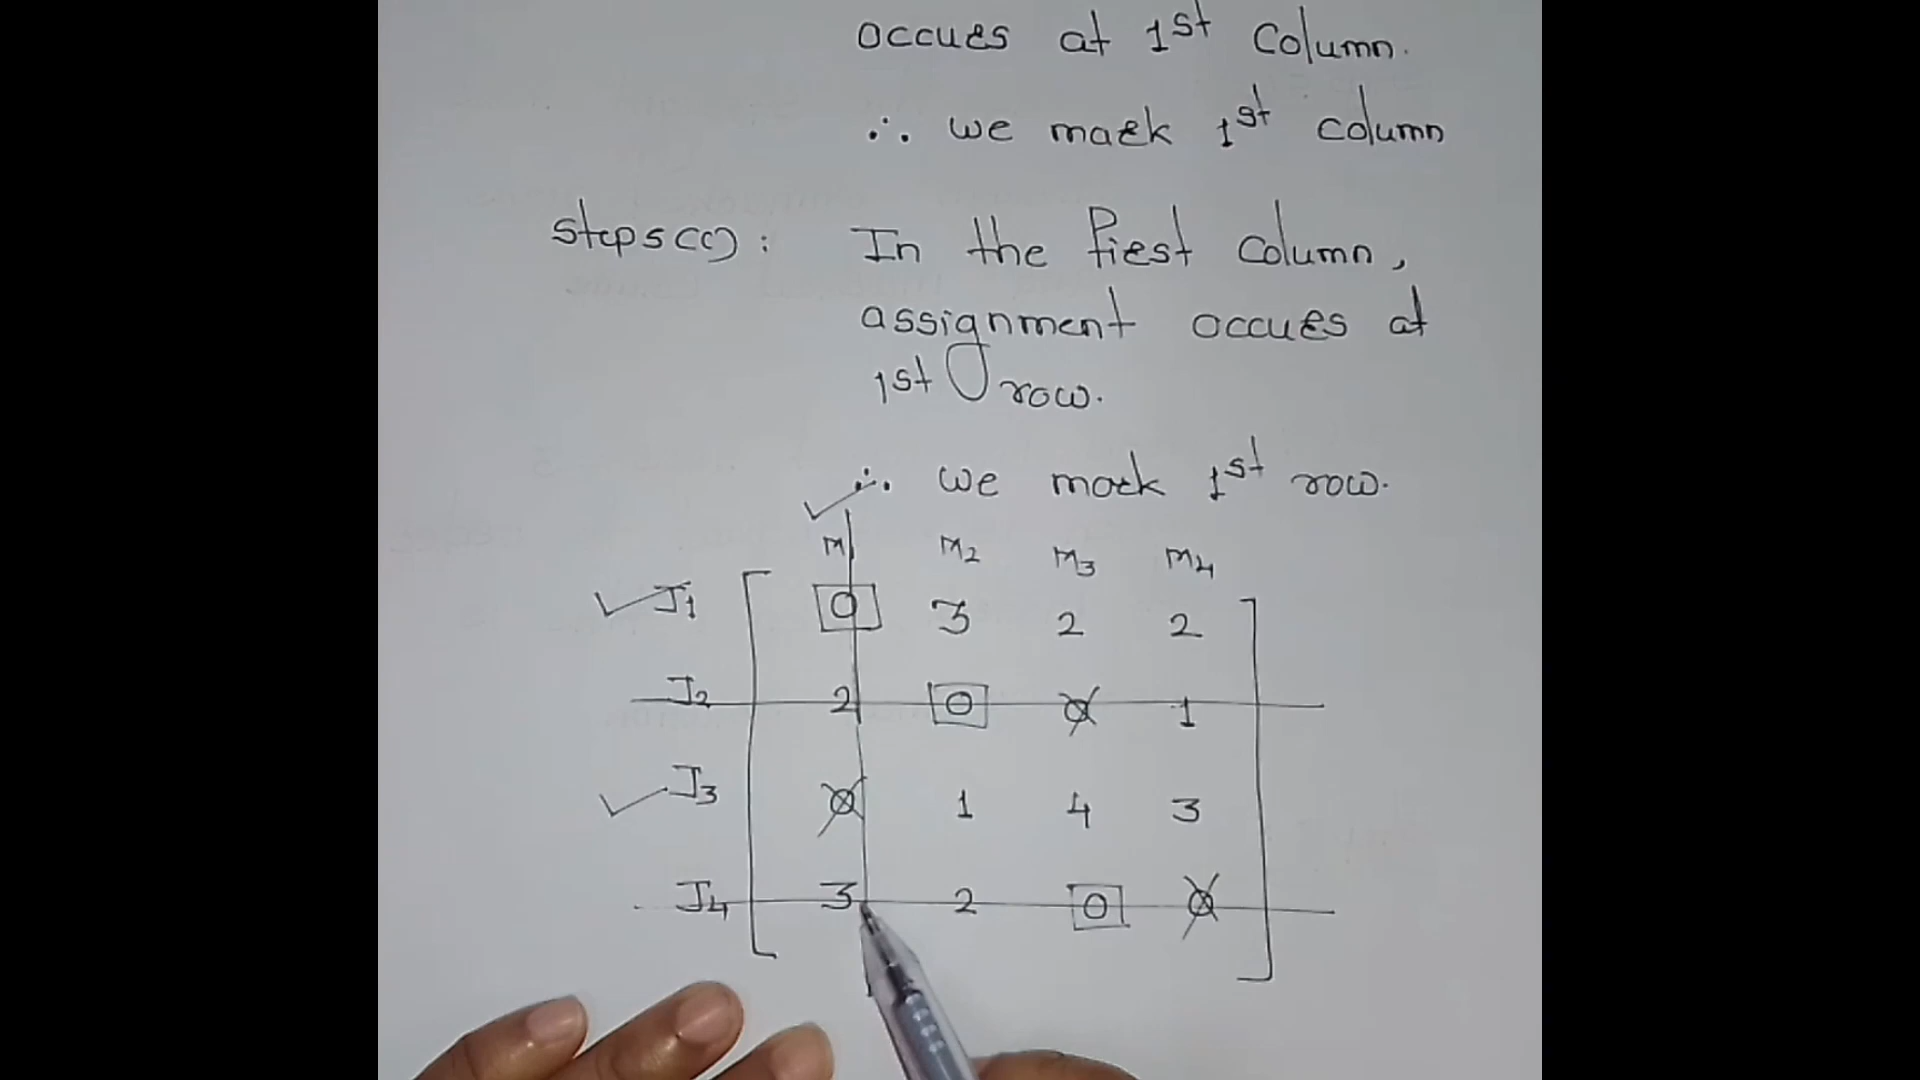 occurs at 1st Column.
∴ we mark 1st column
Step5(c): In the first column,
assignment occurs at
1st row.
∴ we mark 1st row.
✓
M1 M2 M3 M4
✓ J1 0 3 2 2
J2 2 0 0 1
✓ J3 0 1 4 3
J4 3 2 0 0